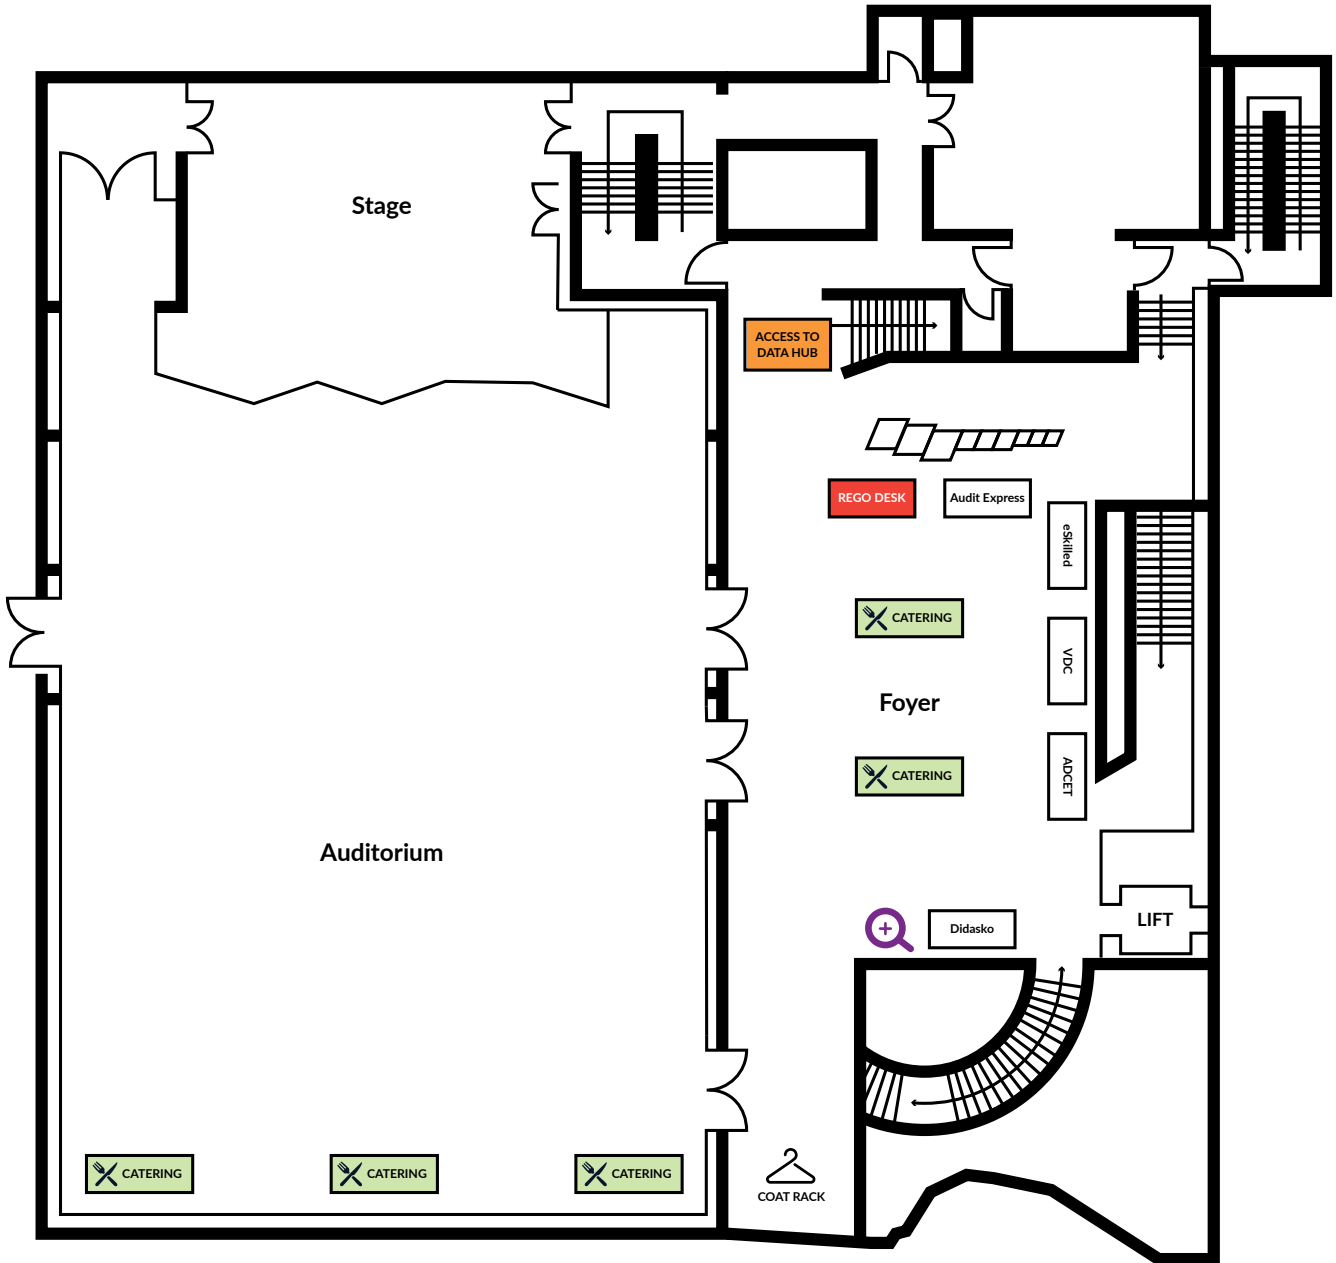 Stage
ACCESS TO
DATA HUB
REGO DESK
Audit Express
eSkilled
CATERING
VDC
Foyer
CATERING
ADCET
Auditorium
Didasko
LIFT
CATERING
CATERING
CATERING
COAT RACK